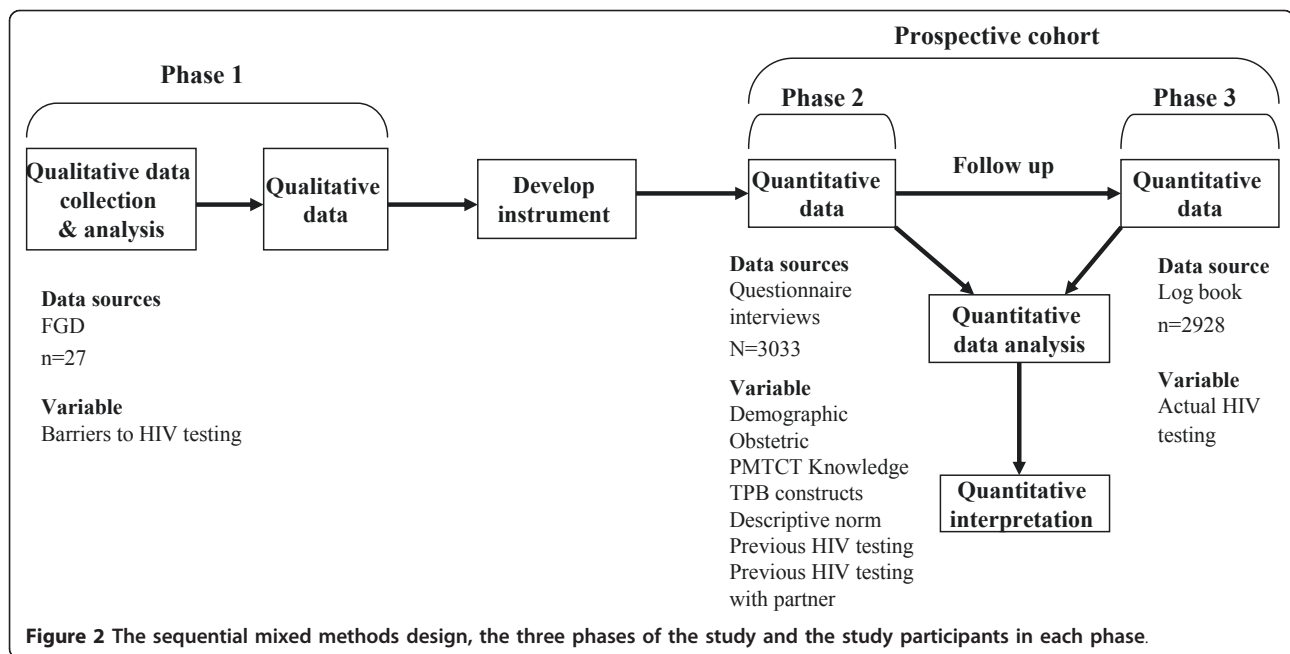 Prospective cohort
Phase 1
Phase 2
Phase 3
Qualitative data
collection
& analysis
Qualitative
data
Develop
instrument
Quantitative
data
Follow up
Quantitative
data
Data sources
FGD
n=27
Variable
Barriers to HIV testing
Data sources
Questionnaire
interviews
N=3033
Variable
Demographic
Obstetric
PMTCT Knowledge
TPB constructs
Descriptive norm
Previous HIV testing
Previous HIV testing
with partner
Quantitative
data analysis
Quantitative
interpretation
Data source
Log book
n=2928
Variable
Actual HIV
testing
Figure 2 The sequential mixed methods design, the three phases of the study and the study participants in each phase.